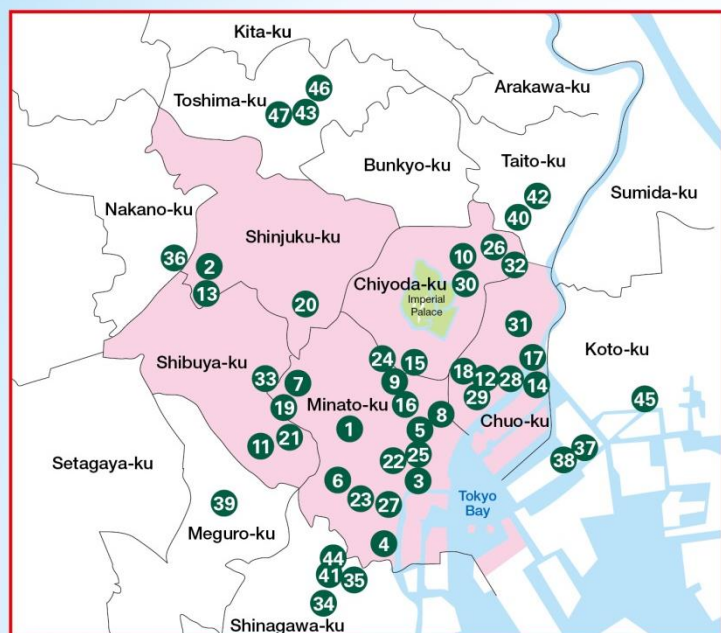 Kita-ku
46
Toshima-ku
47
43
Arakawa-ku
Bunkyo-ku
Taito-ku
42
Nakano-ku
40
Sumida-ku
36
2
Shinjuku-ku
10
26
32
13
20
Chiyoda-ku
30
Imperial
Palace
31
Shibuya-ku
24
15
18
17
Koto-ku
33
7
9
12
28
14
29
45
19
Minato-ku
16
8
Chuo-ku
1
5
11
21
22
25
37
38
Setagaya-ku
6
3
39
23
27
Tokyo
Bay
Meguro-ku
4
44
41
35
34
Shinagawa-ku